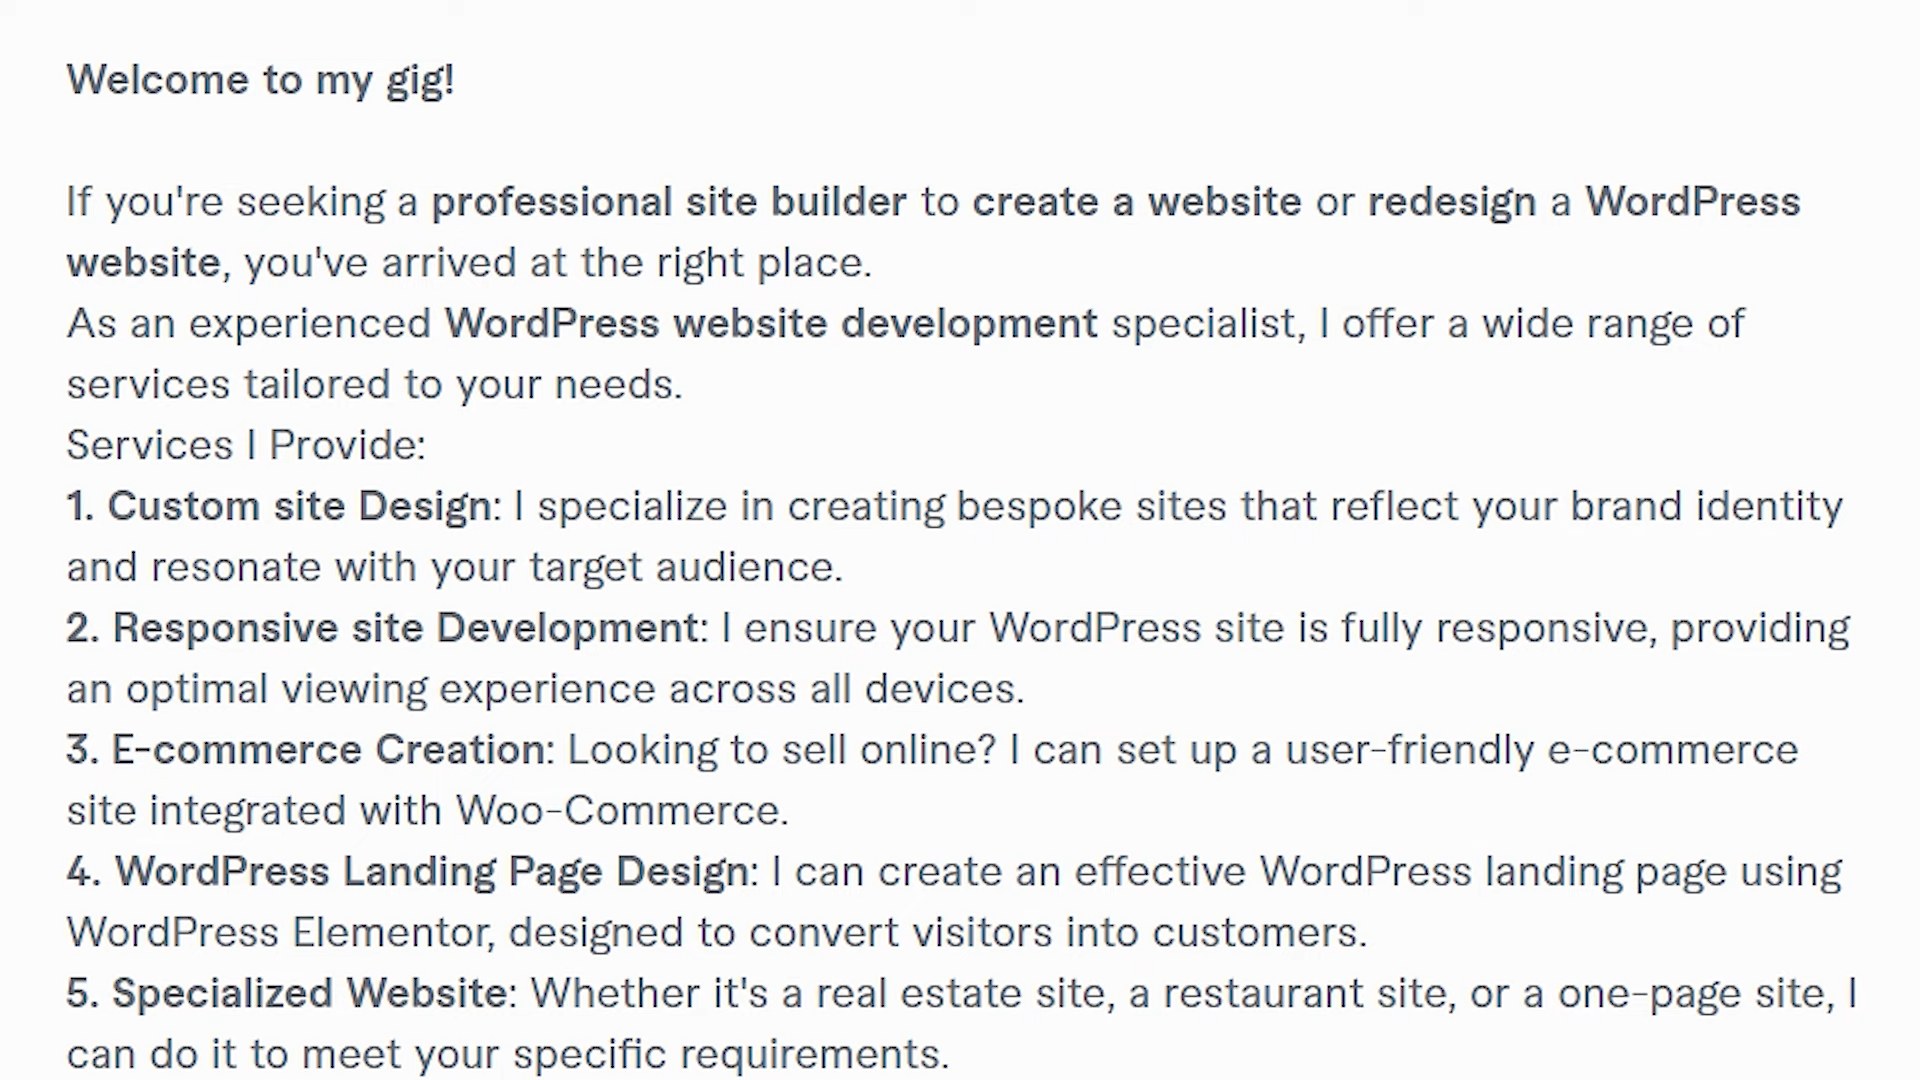 Welcome to my gig!
If you're seeking a professional site builder to create a website or redesign a WordPress
website, you've arrived at the right place.
As an experienced WordPress website development specialist, I offer a wide range of
services tailored to your needs.
Services I Provide:
1. Custom site Design: I specialize in creating bespoke sites that reflect your brand identity
and resonate with your target audience.
2. Responsive site Development: I ensure your WordPress site is fully responsive, providing
an optimal viewing experience across all devices.
3. E-commerce Creation: Looking to sell online? I can set up a user-friendly e-commerce
site integrated with Woo-Commerce.
4. WordPress Landing Page Design: I can create an effective WordPress landing page using
WordPress Elementor, designed to convert visitors into customers.
5. Specialized Website: Whether it's a real estate site, a restaurant site, or a one-page site, I
can do it to meet your specific requirements.